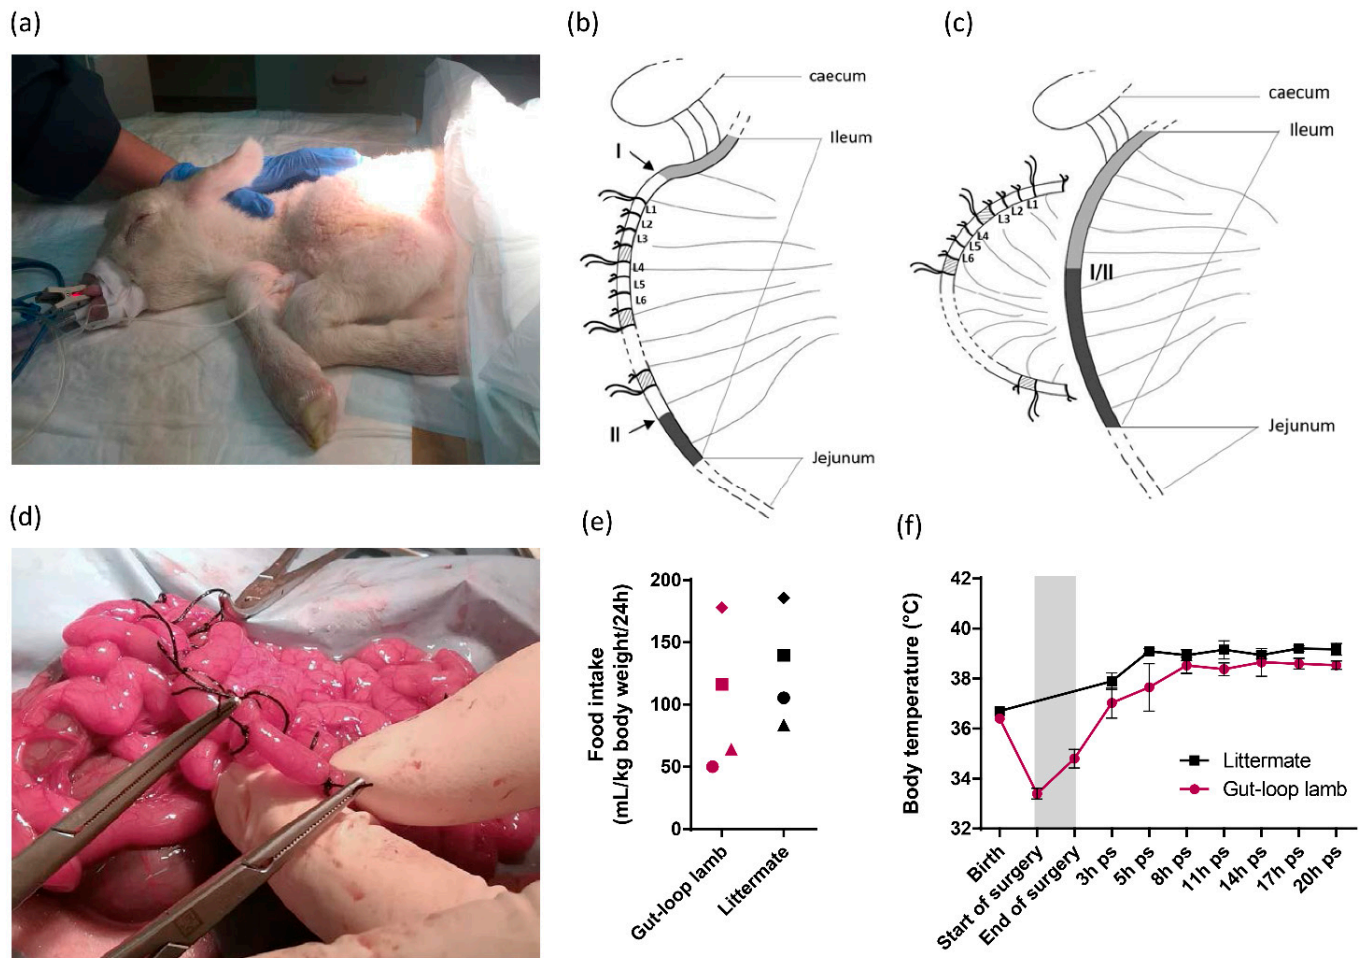 (a)
(b)
(c)
caecum
Ileum
I
L1
L2
L3
L4
L5
L6
II
Jejunum
caecum
Ileum
L1
L2
L3
L4
L5
L6
I/II
Jejunum
(d)
(e)
Food intake
(mL/kg body weight/24h)
200
150
100
50
0
Gut-loop lamb
Littermate
(f)
Body temperature (°C)
42
40
38
36
34
32
Littermate
Gut-loop lamb
Birth
Start of surgery
End of surgery
3h ps
5h ps
8h ps
11h ps
14h ps
17h ps
20h ps